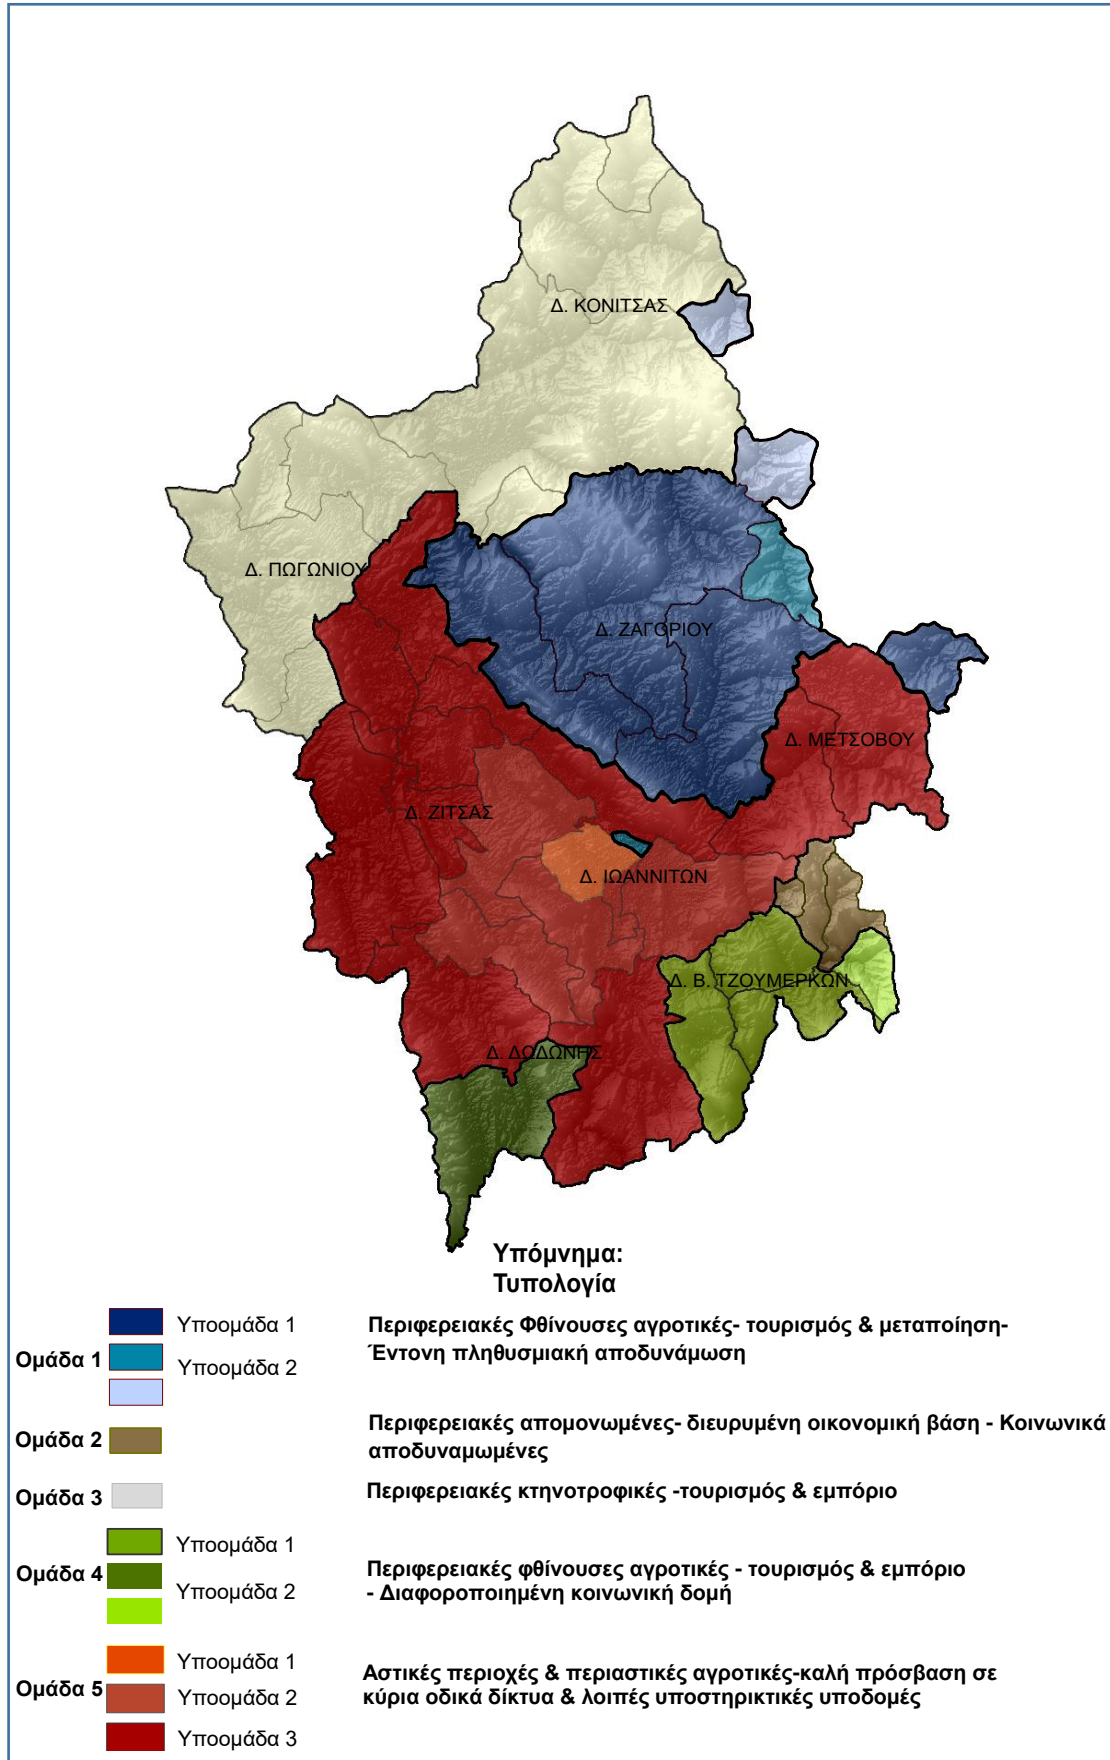 Δ. ΚΟΝΙΤΣΑΣ
Δ. ΠΩΓΩΝΙΟΥ
Δ. ΖΑΓΟΡΙΟΥ
Δ. ΜΕΤΣΟΒΟΥ
Δ. ΖΙΤΣΑΣ
Δ. ΙΩΑΝΝΙΤΩΝ
Δ. Β. ΤΖΟΥΜΕΡΚΩΝ
Δ. ΔΩΔΩΝΗΣ
Υπόμνημα:
Τυπολογία
Ομάδα 1
Υποομάδα 1
Υποομάδα 2
Περιφερειακές Φθίνουσες αγροτικές- τουρισμός & μεταποίηση-
Έντονη πληθυσμιακή αποδυνάμωση
Ομάδα 2
Περιφερειακές απομονωμένες- διευρυμένη οικονομική βάση - Κοινωνικά
αποδυναμωμένες
Ομάδα 3
Περιφερειακές κτηνοτροφικές -τουρισμός & εμπόριο
Ομάδα 4
Υποομάδα 1
Υποομάδα 2
Περιφερειακές φθίνουσες αγροτικές - τουρισμός & εμπόριο
- Διαφοροποιημένη κοινωνική δομή
Ομάδα 5
Υποομάδα 1
Υποομάδα 2
Υποομάδα 3
Αστικές περιοχές & περιαστικές αγροτικές-καλή πρόσβαση σε
κύρια οδικά δίκτυα & λοιπές υποστηρικτικές υποδομές